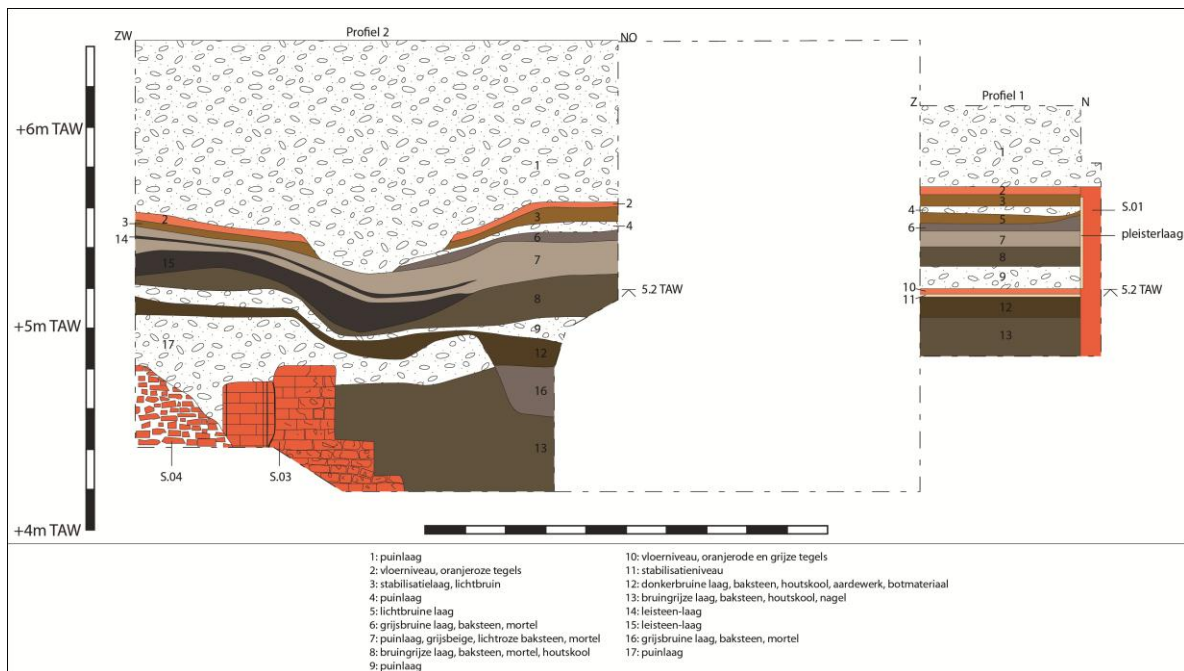 Profiel 2
ZW
NO
Profiel 1
Z
N
+6m TAW
1
1
2
2
3
S.01
2
3
4
4
3
5
14
6
6
pleisterlaag
7
7
15
8
9
8
10
5.2 TAW
5.2 TAW
11
+5m TAW
9
12
17
12
13
16
13
S.04
S.03
+4m TAW
1: puinlaag
2: vloerniveau, oranjeroze tegels
3: stabilisatielaag, lichtbruin
4: puinlaag
5: lichtbruine laag
6: grijsbruine laag, baksteen, mortel
7: puinlaag, grijsbeige, lichtroze baksteen, mortel
8: bruingrijze laag, baksteen, mortel, houtskool
9: puinlaag
10: vloerniveau, oranjerode en grijze tegels
11: stabilisatieniveau
12: donkerbruine laag, baksteen, houtskool, aardewerk, botmateriaal
13: bruingrijze laag, baksteen, houtskool, nagel
14: leisteen-laag
15: leisteen-laag
16: grijsbruine laag, baksteen, mortel
17: puinlaag